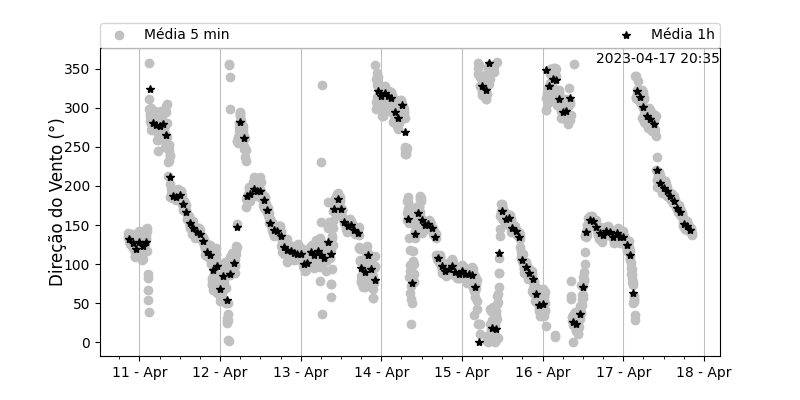 Média 5 min
Média 1h
2023-04-17 20:35
Direção do Vento (°)
350
300
250
200
150
100
50
0
11 - Apr
12 - Apr
13 - Apr
14 - Apr
15 - Apr
16 - Apr
17 - Apr
18 - Apr